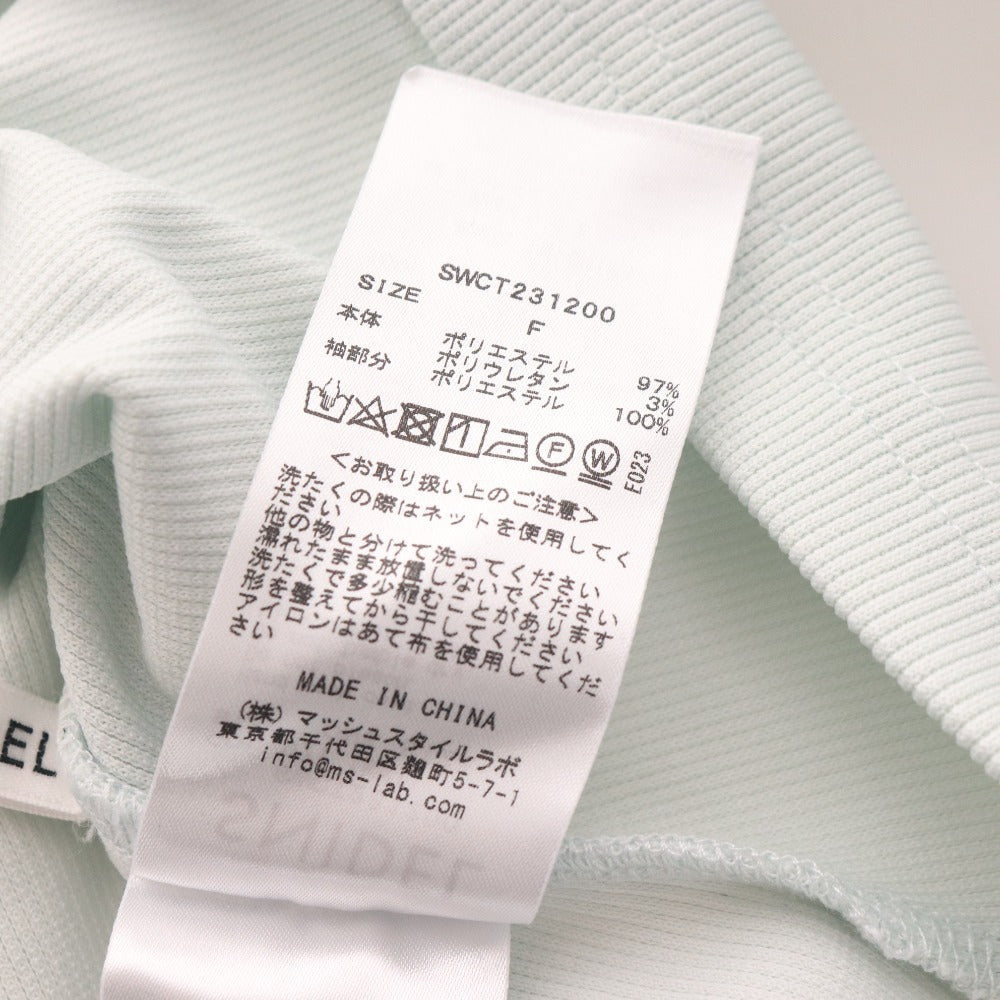 SWCT231200
SIZE F
本体 ポリエステル 97%
ポリウレタン 3%
袖部分 ポリエステル 100%
F W E023
<お取り扱い上のご注意>
洗たくの際はネットを使用してく
ださい
他の物と分けて洗ってください
濡れたまま放置しないでください
洗たくで多少縮むことがあります
形を整えてから干してください
アイロンはあて布を使用してくだ
さい
MADE IN CHINA
(株)マッシュスタイルラボ
東京都千代田区麹町5-7-1
info@ms-lab.com
SNIDEL
EL